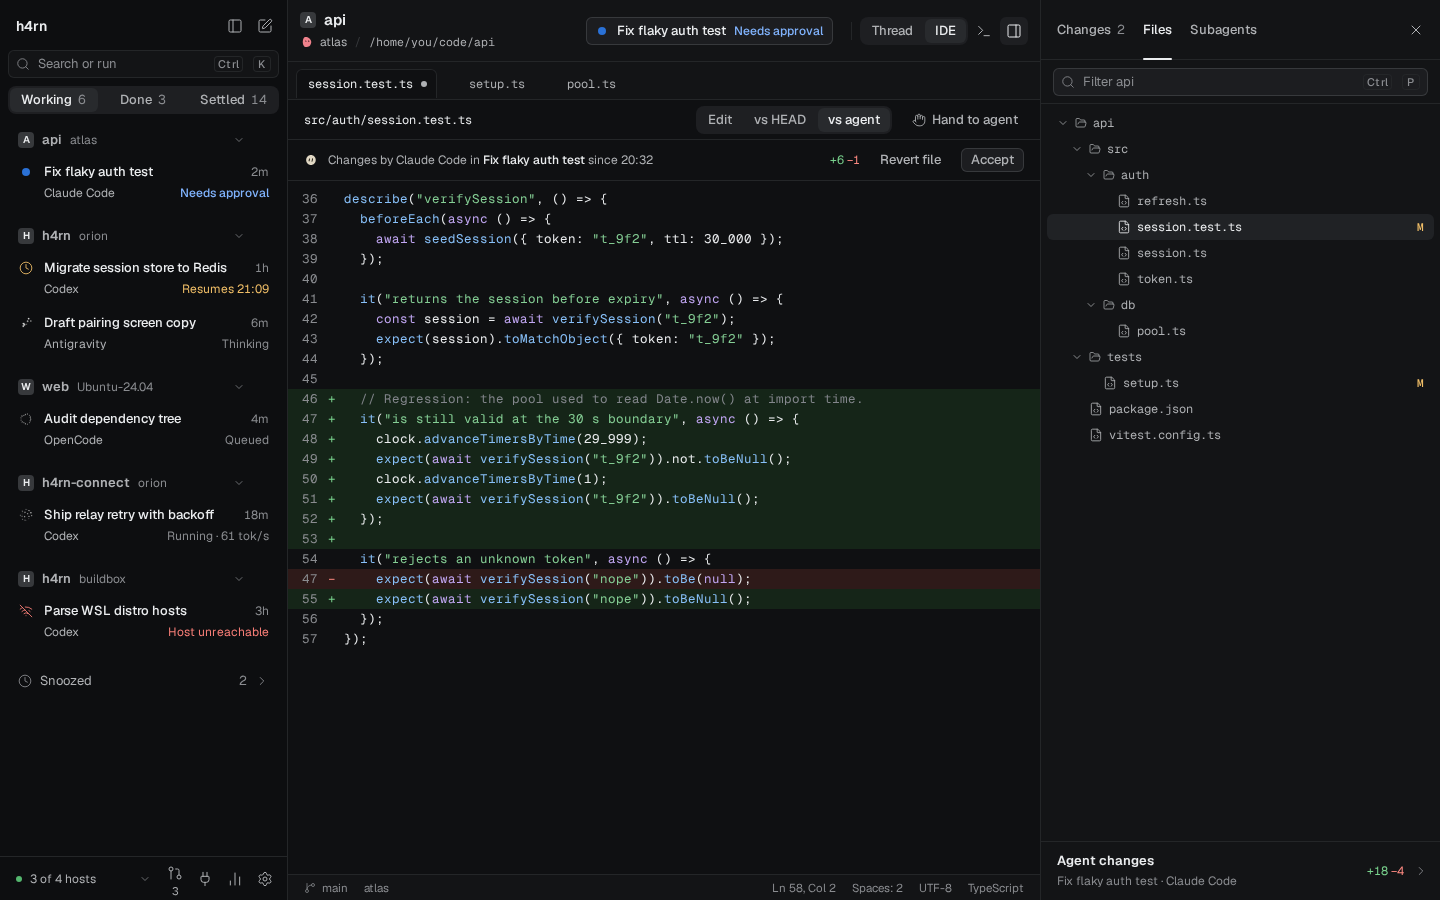 h4rn
Search or run Ctrl K
Working 6 Done 3 Settled 14
A api atlas
Fix flaky auth test 2m
Claude Code Needs approval
H h4rn orion
Migrate session store to Redis 1h
Codex Resumes 21:09
Draft pairing screen copy 6m
Antigravity Thinking
W web Ubuntu-24.04
Audit dependency tree 4m
OpenCode Queued
H h4rn-connect orion
Ship relay retry with backoff 18m
Codex Running · 61 tok/s
H h4rn buildbox
Parse WSL distro hosts 3h
Codex Host unreachable
Snoozed 2
3 of 4 hosts
3
A api
atlas / /home/you/code/api
Fix flaky auth test Needs approval
Thread IDE
session.test.ts setup.ts pool.ts
src/auth/session.test.ts
Edit vs HEAD vs agent Hand to agent
Changes by Claude Code in Fix flaky auth test since 20:32
+6 −1 Revert file Accept
36 describe("verifySession", () => {
37 beforeEach(async () => {
38 await seedSession({ token: "t_9f2", ttl: 30_000 });
39 });
40
41 it("returns the session before expiry", async () => {
42 const session = await verifySession("t_9f2");
43 expect(session).toMatchObject({ token: "t_9f2" });
44 });
45
46 + // Regression: the pool used to read Date.now() at import time.
47 + it("is still valid at the 30 s boundary", async () => {
48 + clock.advanceTimersByTime(29_999);
49 + expect(await verifySession("t_9f2")).not.toBeNull();
50 + clock.advanceTimersByTime(1);
51 + expect(await verifySession("t_9f2")).toBeNull();
52 + });
53 +
54 it("rejects an unknown token", async () => {
47 − expect(await verifySession("nope")).toBe(null);
55 + expect(await verifySession("nope")).toBeNull();
56 });
57 });
main atlas
Ln 58, Col 2 Spaces: 2 UTF-8 TypeScript
Changes 2 Files Subagents
Filter api Ctrl P
api
src
auth
refresh.ts
session.test.ts M
session.ts
token.ts
db
pool.ts
tests
setup.ts M
package.json
vitest.config.ts
Agent changes
Fix flaky auth test · Claude Code
+18 −4